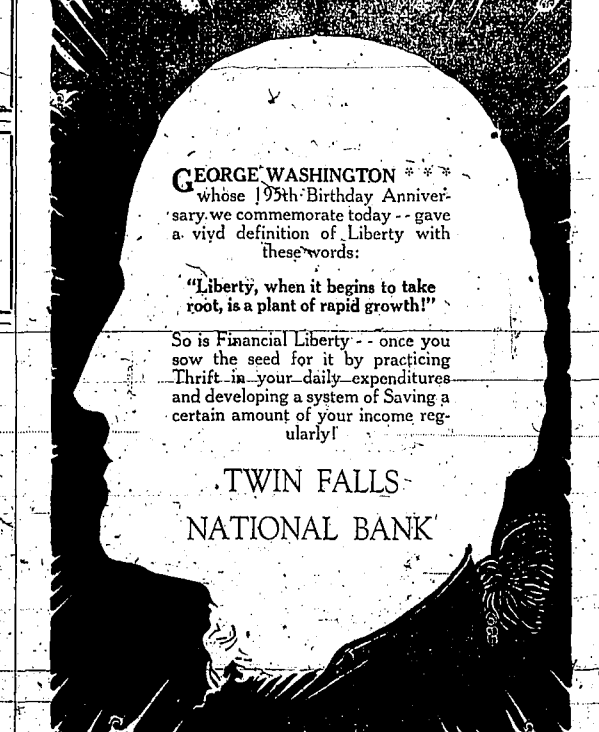 GEORGE WASHINGTON * * *
whose 195th Birthday Anniver-
sary we commemorate today - - gave
a vivd definition of Liberty with
these words:
"Liberty, when it begins to take
root, is a plant of rapid growth!"
So is Financial Liberty - - once you
sow the seed for it by practicing
Thrift in your daily expenditures
and developing a system of Saving a
certain amount of your income reg-
ularly!
TWIN FALLS
NATIONAL BANK